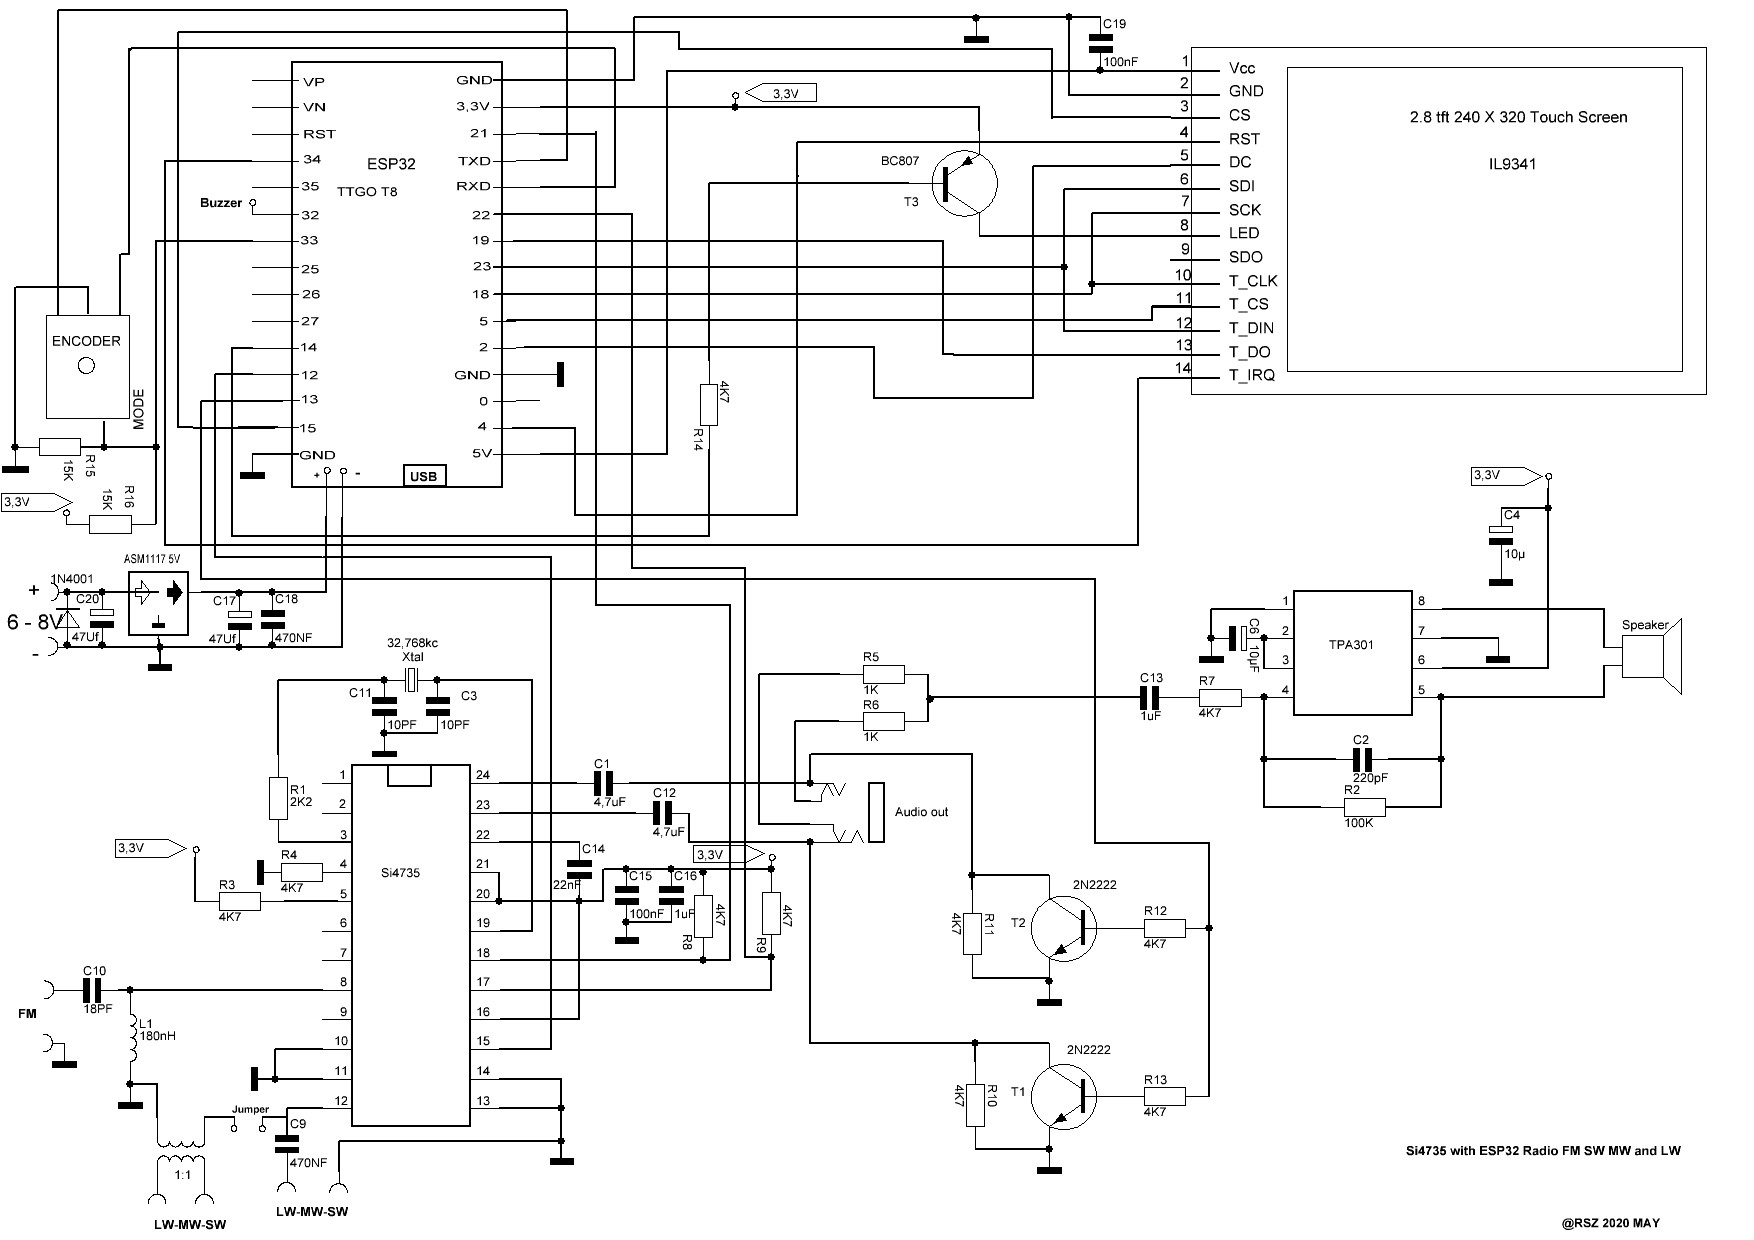 C19
100nF
3,3V
VP
VN
RST
34
35
32
33
25
26
27
14
12
13
15
GND
+
-
ESP32
TTGO T8
USB
GND
3,3V
21
TXD
RXD
22
19
23
18
5
2
GND
0
4
5V
Buzzer
BC807
T3
1 Vcc
2 GND
3 CS
4 RST
5 DC
6 SDI
7 SCK
8 LED
9 SDO
10 T_CLK
11 T_CS
12 T_DIN
13 T_DO
14 T_IRQ
2.8 tft 240 X 320 Touch Screen
IL9341
ENCODER
MODE
R15
15K
R16
15K
3,3V
4K7
R14
ASM1117 5V
+
1N4001
6 - 8V
-
C20
47Uf
C17
47Uf
C18
470NF
32,768kc
Xtal
C11
10PF
C3
10PF
R1
2K2
3,3V
R4
4K7
R3
4K7
Si4735
1
2
3
4
5
6
7
8
9
10
11
12
24
23
22
21
20
19
18
17
16
15
14
13
C1
4,7uF
C12
4,7uF
C14
22nF
3,3V
C15
100nF
C16
1uF
4K7
R8
4K7
R9
C10
18PF
FM
L1
180nH
Jumper
C9
470NF
1:1
LW-MW-SW
LW-MW-SW
R5
1K
R6
1K
Audio out
C13
1uF
R7
4K7
3,3V
C4
10µ
C6
10µF
1
2
3
4
TPA301
8
7
6
5
Speaker
C2
220pF
R2
100K
2N2222
T2
R11
4K7
R12
4K7
2N2222
T1
R10
4K7
R13
4K7
Si4735 with ESP32 Radio FM SW MW and LW
@RSZ 2020 MAY